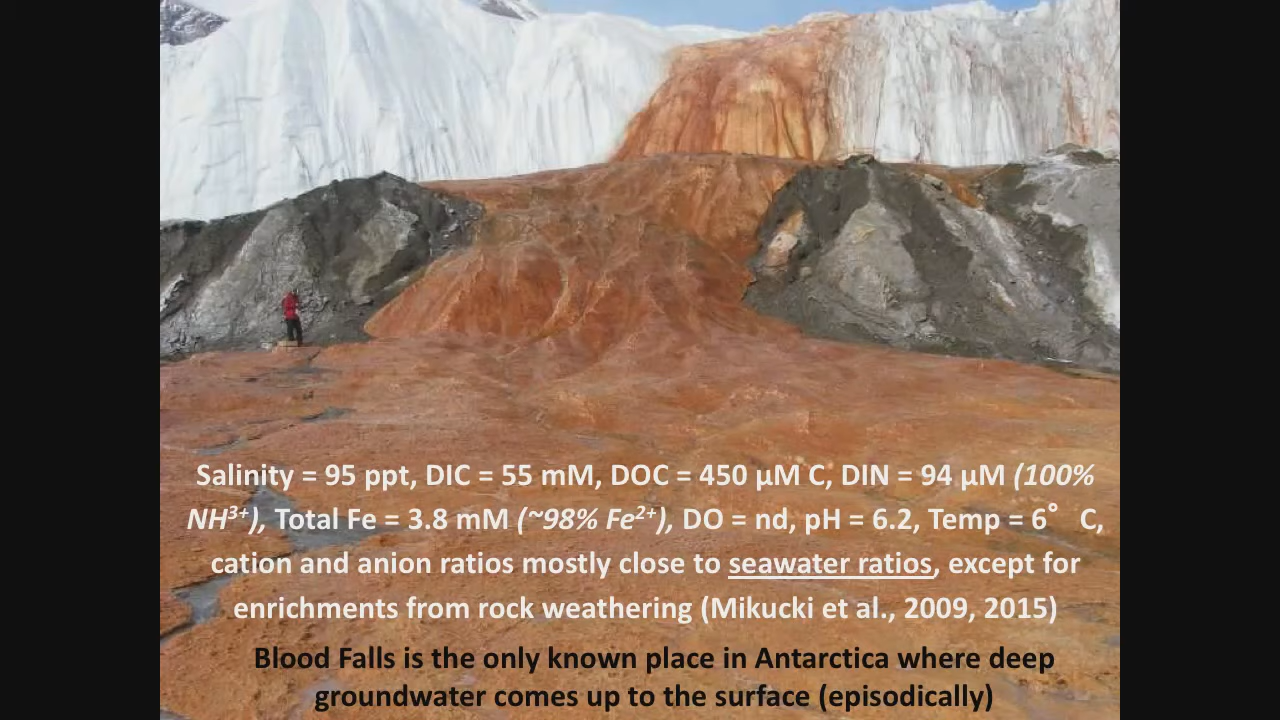 Salinity = 95 ppt, DIC = 55 mM, DOC = 450 µM C, DIN = 94 µM (100%
NH³⁺), Total Fe = 3.8 mM (~98% Fe²⁺), DO = nd, pH = 6.2, Temp = 6° C,
cation and anion ratios mostly close to seawater ratios, except for
enrichments from rock weathering (Mikucki et al., 2009, 2015)
Blood Falls is the only known place in Antarctica where deep
groundwater comes up to the surface (episodically)